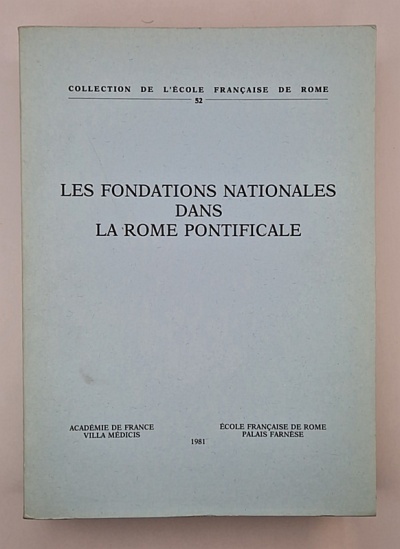 COLLECTION DE L'ÉCOLE FRANÇAISE DE ROME
52
LES FONDATIONS NATIONALES
DANS
LA ROME PONTIFICALE
ACADÉMIE DE FRANCE
VILLA MÉDICIS
1981
ÉCOLE FRANÇAISE DE ROME
PALAIS FARNÈSE